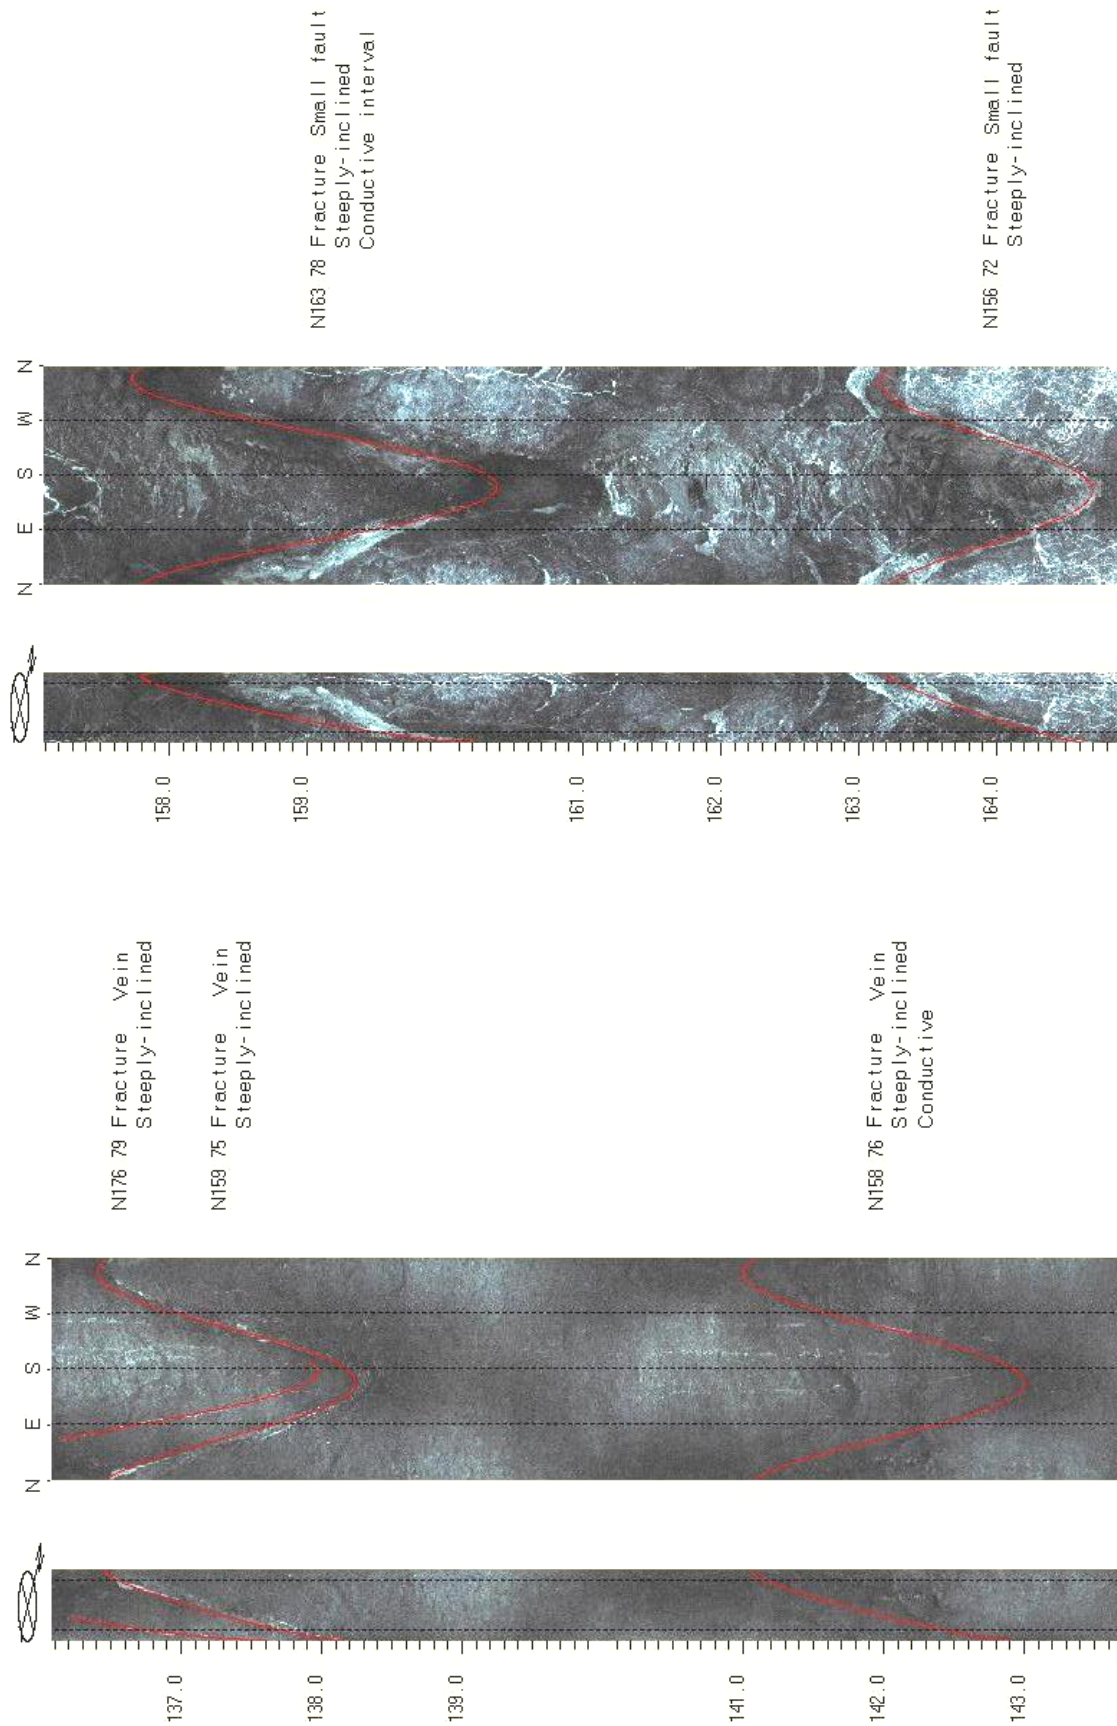 N163 78 Fracture Small fault
Steeply-inclined
Conductive interval
N156 72 Fracture Small fault
Steeply-inclined
N
W
S
E
N
158.0
159.0
161.0
162.0
163.0
164.0
N176 79 Fracture Vein
Steeply-inclined
N159 75 Fracture Vein
Steeply-inclined
N158 76 Fracture Vein
Steeply-inclined
Conductive
N
W
S
E
N
137.0
138.0
139.0
141.0
142.0
143.0